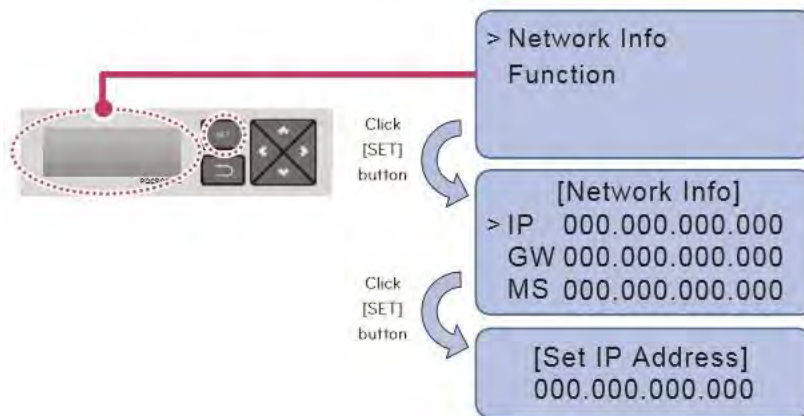 > Network Info
Function
SET
Click
[SET]
button
[Network Info]
> IP 000.000.000.000
GW 000.000.000.000
MS 000.000.000.000
Click
[SET]
button
[Set IP Address]
000.000.000.000